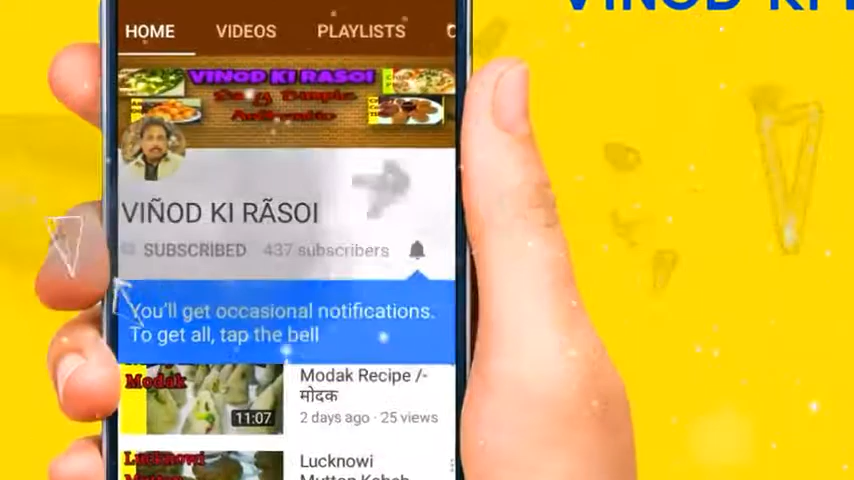 HOME VIDEOS PLAYLISTS
VINOD KI RASOI
VIÑOD KI RÃSOI
SUBSCRIBED 437 subscribers
You'll get occasional notifications.
To get all, tap the bell
Modak
11:07
Modak Recipe /-
मोदक
2 days ago · 25 views
Lucknowi
Lucknowi
VINOD KI